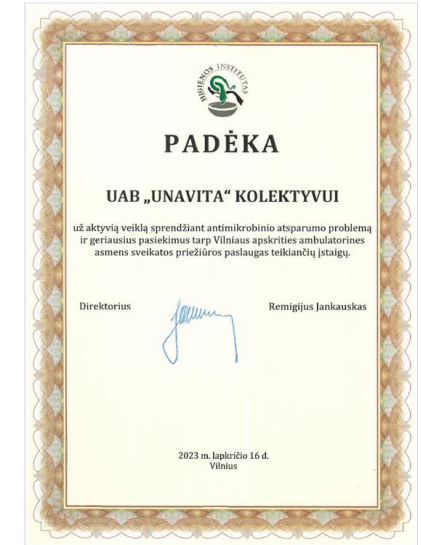 HIGIENOS INSTITUTAS
PADĖKA
UAB „UNAVITA“ KOLEKTYVUI
už aktyvią veiklą sprendžiant antimikrobinio atsparumo problemą
ir geriausius pasiekimus tarp Vilniaus apskrities ambulatorines
asmens sveikatos priežiūros paslaugas teikiančių įstaigų.
Direktorius Remigijus Jankauskas
2023 m. lapkričio 16 d.
Vilnius